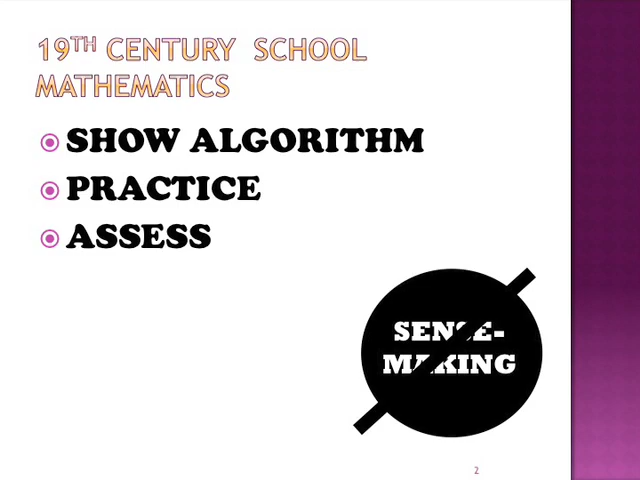 19TH CENTURY SCHOOL
MATHEMATICS
SHOW ALGORITHM
PRACTICE
ASSESS
SENSE-
MAKING
2